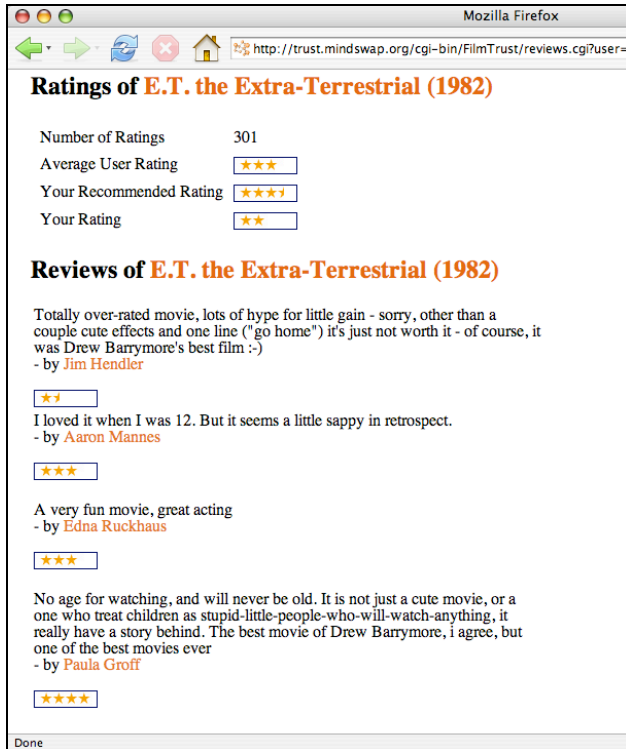 Mozilla Firefox
http://trust.mindswap.org/cgi-bin/FilmTrust/reviews.cgi?user=
Ratings of E.T. the Extra-Terrestrial (1982)
Number of Ratings 301
Average User Rating
Your Recommended Rating
Your Rating
Reviews of E.T. the Extra-Terrestrial (1982)
Totally over-rated movie, lots of hype for little gain - sorry, other than a
couple cute effects and one line ("go home") it's just not worth it - of course, it
was Drew Barrymore's best film :-)
- by Jim Hendler
I loved it when I was 12. But it seems a little sappy in retrospect.
- by Aaron Mannes
A very fun movie, great acting
- by Edna Ruckhaus
No age for watching, and will never be old. It is not just a cute movie, or a
one who treat children as stupid-little-people-who-will-watch-anything, it
really have a story behind. The best movie of Drew Barrymore, i agree, but
one of the best movies ever
- by Paula Groff
Done